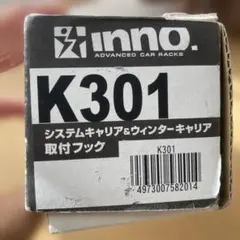 INNO.
ADVANCED CAR RACKS
K301
システムキャリア&ウィンターキャリア
取付フック
K301
4973007582014